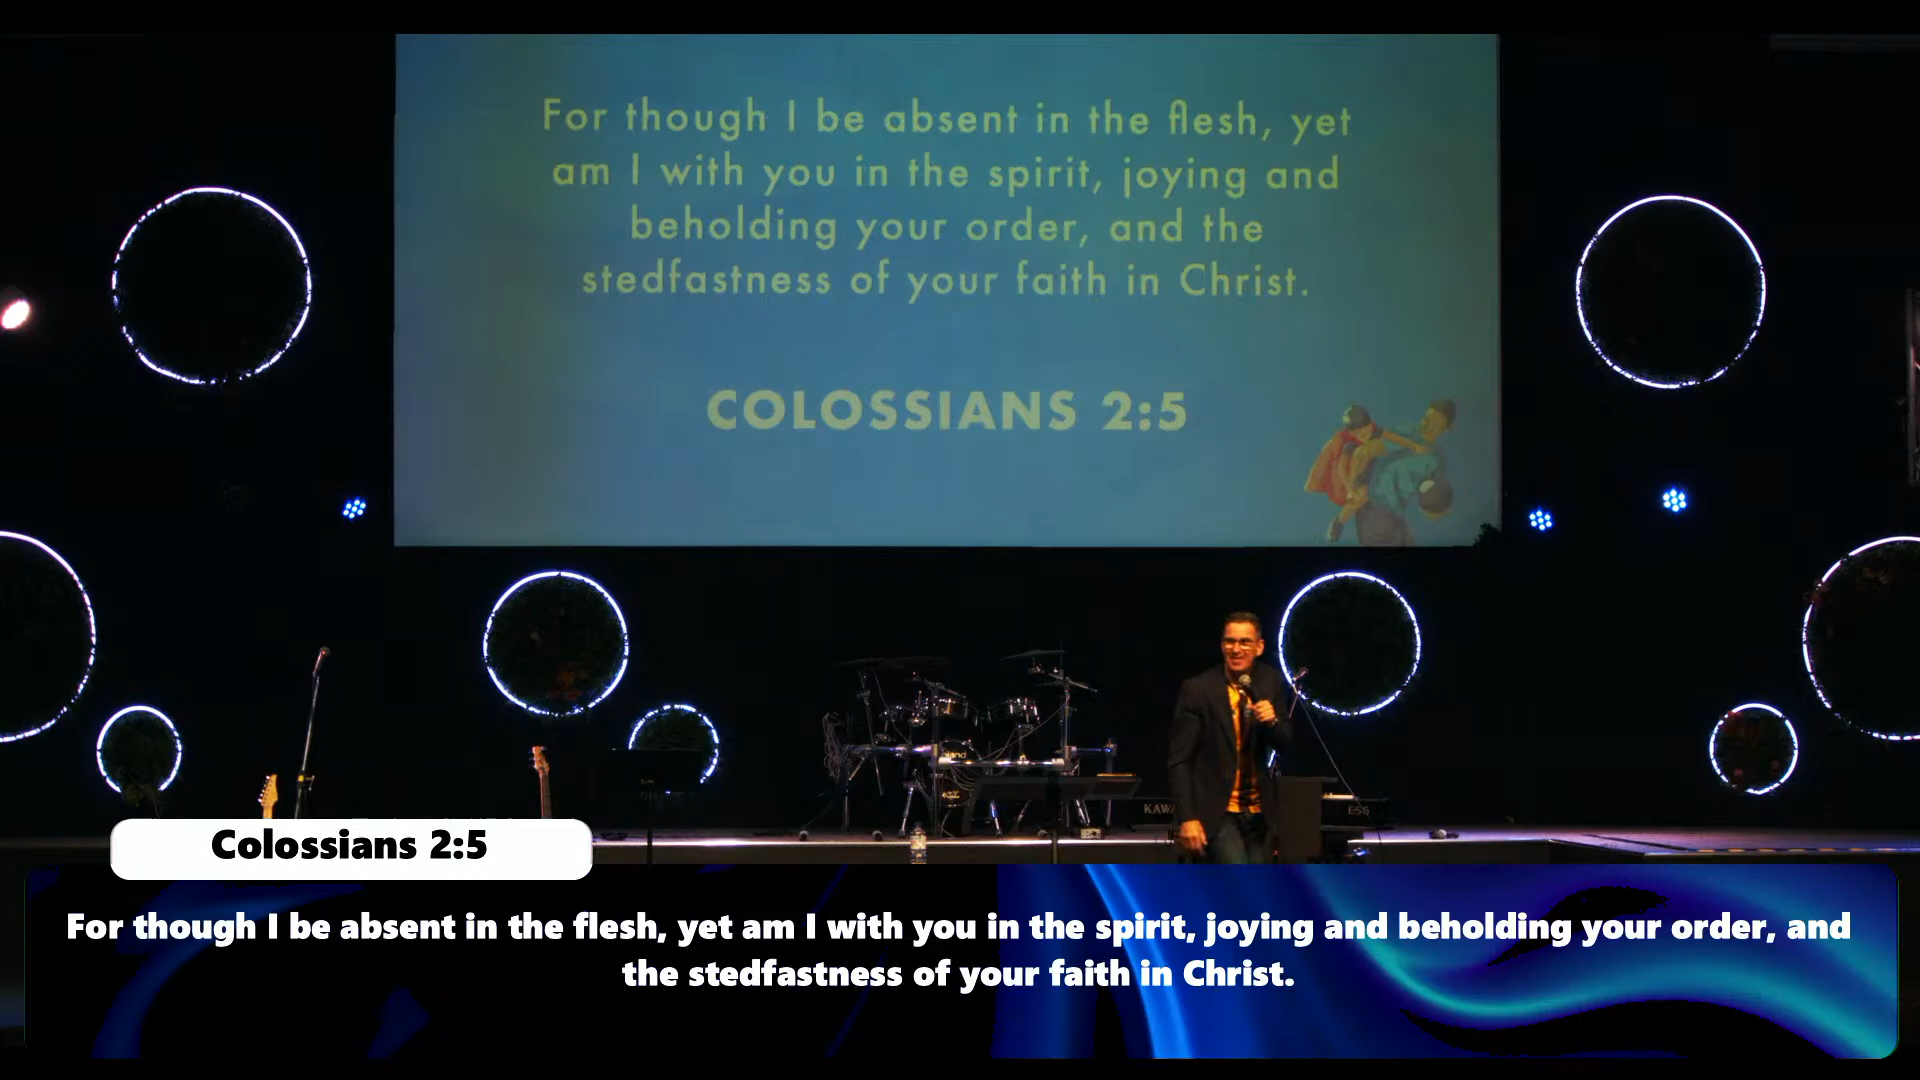 For though I be absent in the flesh, yet
am I with you in the spirit, joying and
beholding your order, and the
stedfastness of your faith in Christ.
COLOSSIANS 2:5
KAWA
ES6
Colossians 2:5
For though I be absent in the flesh, yet am I with you in the spirit, joying and beholding your order, and
the stedfastness of your faith in Christ.